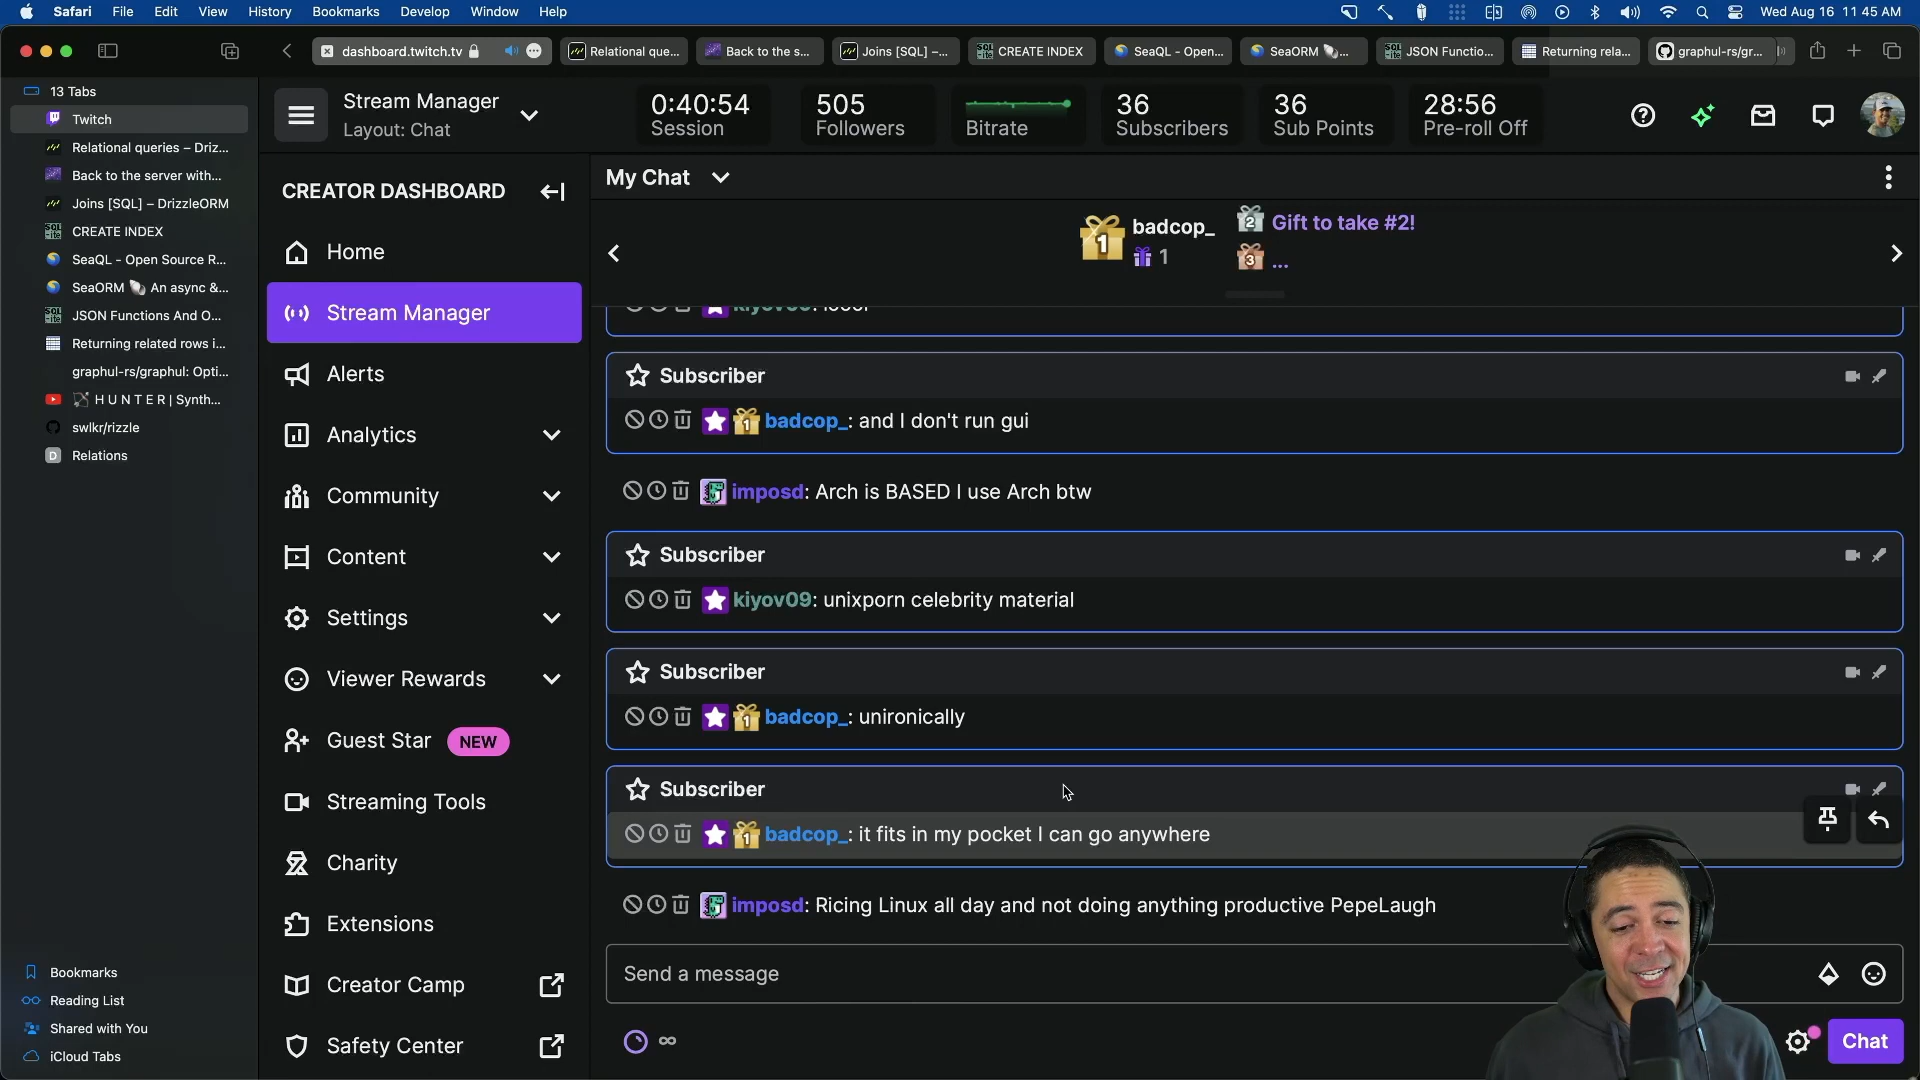 Safari File Edit View History Bookmarks Develop Window Help
Wed Aug 16 11:45 AM
dashboard.twitch.tv
Relational que...
Back to the s...
Joins [SQL] –...
CREATE INDEX
SeaQL - Open...
SeaORM 🐚...
JSON Functio...
Returning rela...
graphul-rs/gr...
13 Tabs
Twitch
Relational queries – Driz...
Back to the server with...
Joins [SQL] – DrizzleORM
CREATE INDEX
SeaQL - Open Source R...
SeaORM 🐚 An async &...
JSON Functions And O...
Returning related rows i...
graphul-rs/graphul: Opti...
🏹 H U N T E R | Synth...
swlkr/rizzle
Relations
Bookmarks
Reading List
Shared with You
iCloud Tabs
Stream Manager
Layout: Chat
0:40:54
Session
505
Followers
Bitrate
36
Subscribers
36
Sub Points
28:56
Pre-roll Off
CREATOR DASHBOARD
Home
Stream Manager
Alerts
Analytics
Community
Content
Settings
Viewer Rewards
Guest Star NEW
Streaming Tools
Charity
Extensions
Creator Camp
Safety Center
My Chat
1 badcop_
1
2 Gift to take #2!
3 ...
Subscriber
badcop_: and I don't run gui
imposd: Arch is BASED I use Arch btw
Subscriber
kiyov09: unixporn celebrity material
Subscriber
badcop_: unironically
Subscriber
badcop_: it fits in my pocket I can go anywhere
imposd: Ricing Linux all day and not doing anything productive PepeLaugh
Send a message
∞
Chat